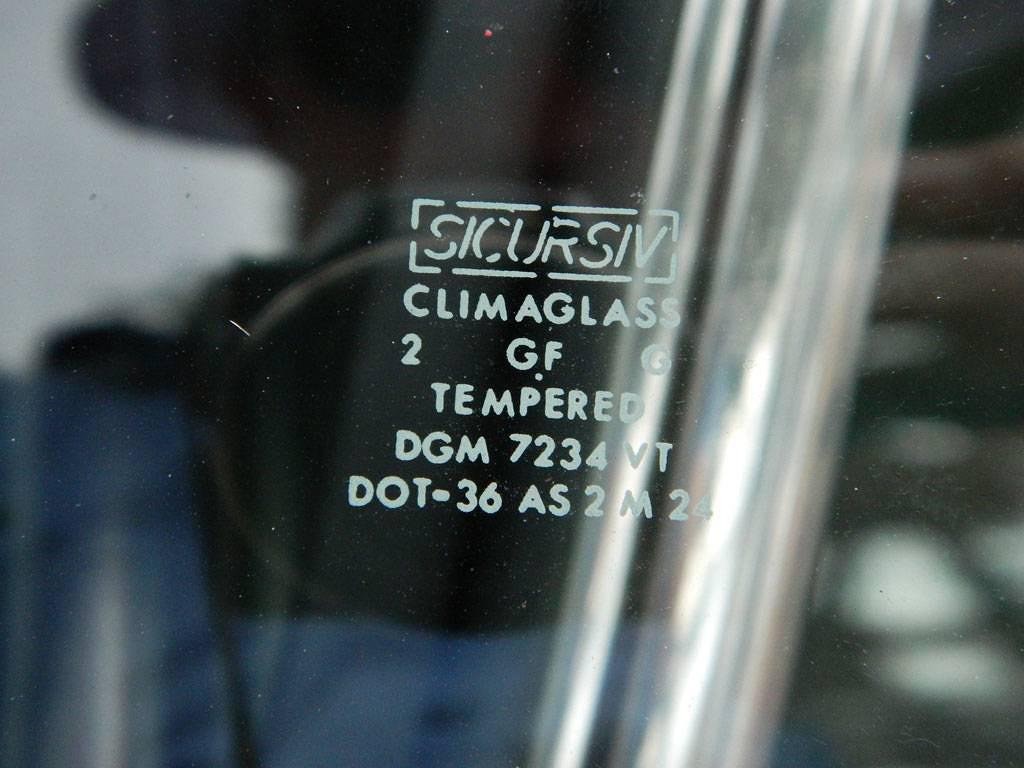 SICURSIV
CLIMAGLASS
2 GF G
TEMPERED
DGM 7234 VT
DOT-36 AS 2 M 24